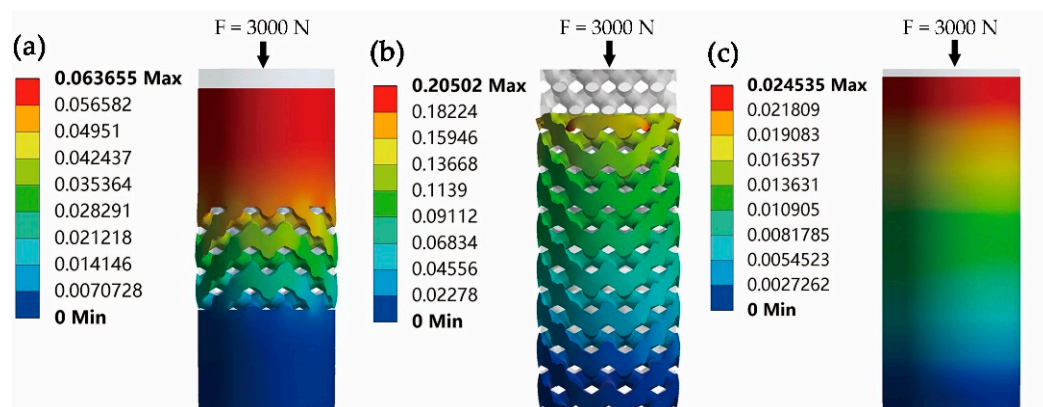 (a)
F = 3000 N
0.063655 Max
0.056582
0.04951
0.042437
0.035364
0.028291
0.021218
0.014146
0.0070728
0 Min
(b)
F = 3000 N
0.20502 Max
0.18224
0.15946
0.13668
0.1139
0.09112
0.06834
0.04556
0.02278
0 Min
(c)
F = 3000 N
0.024535 Max
0.021809
0.019083
0.016357
0.013631
0.010905
0.0081785
0.0054523
0.0027262
0 Min